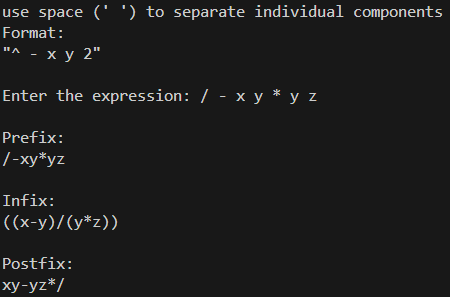 use space (' ') to separate individual components
Format:
"^ - x y 2"
Enter the expression: / - x y * y z
Prefix:
/-xy*yz
Infix:
((x-y)/(y*z))
Postfix:
xy-yz*/